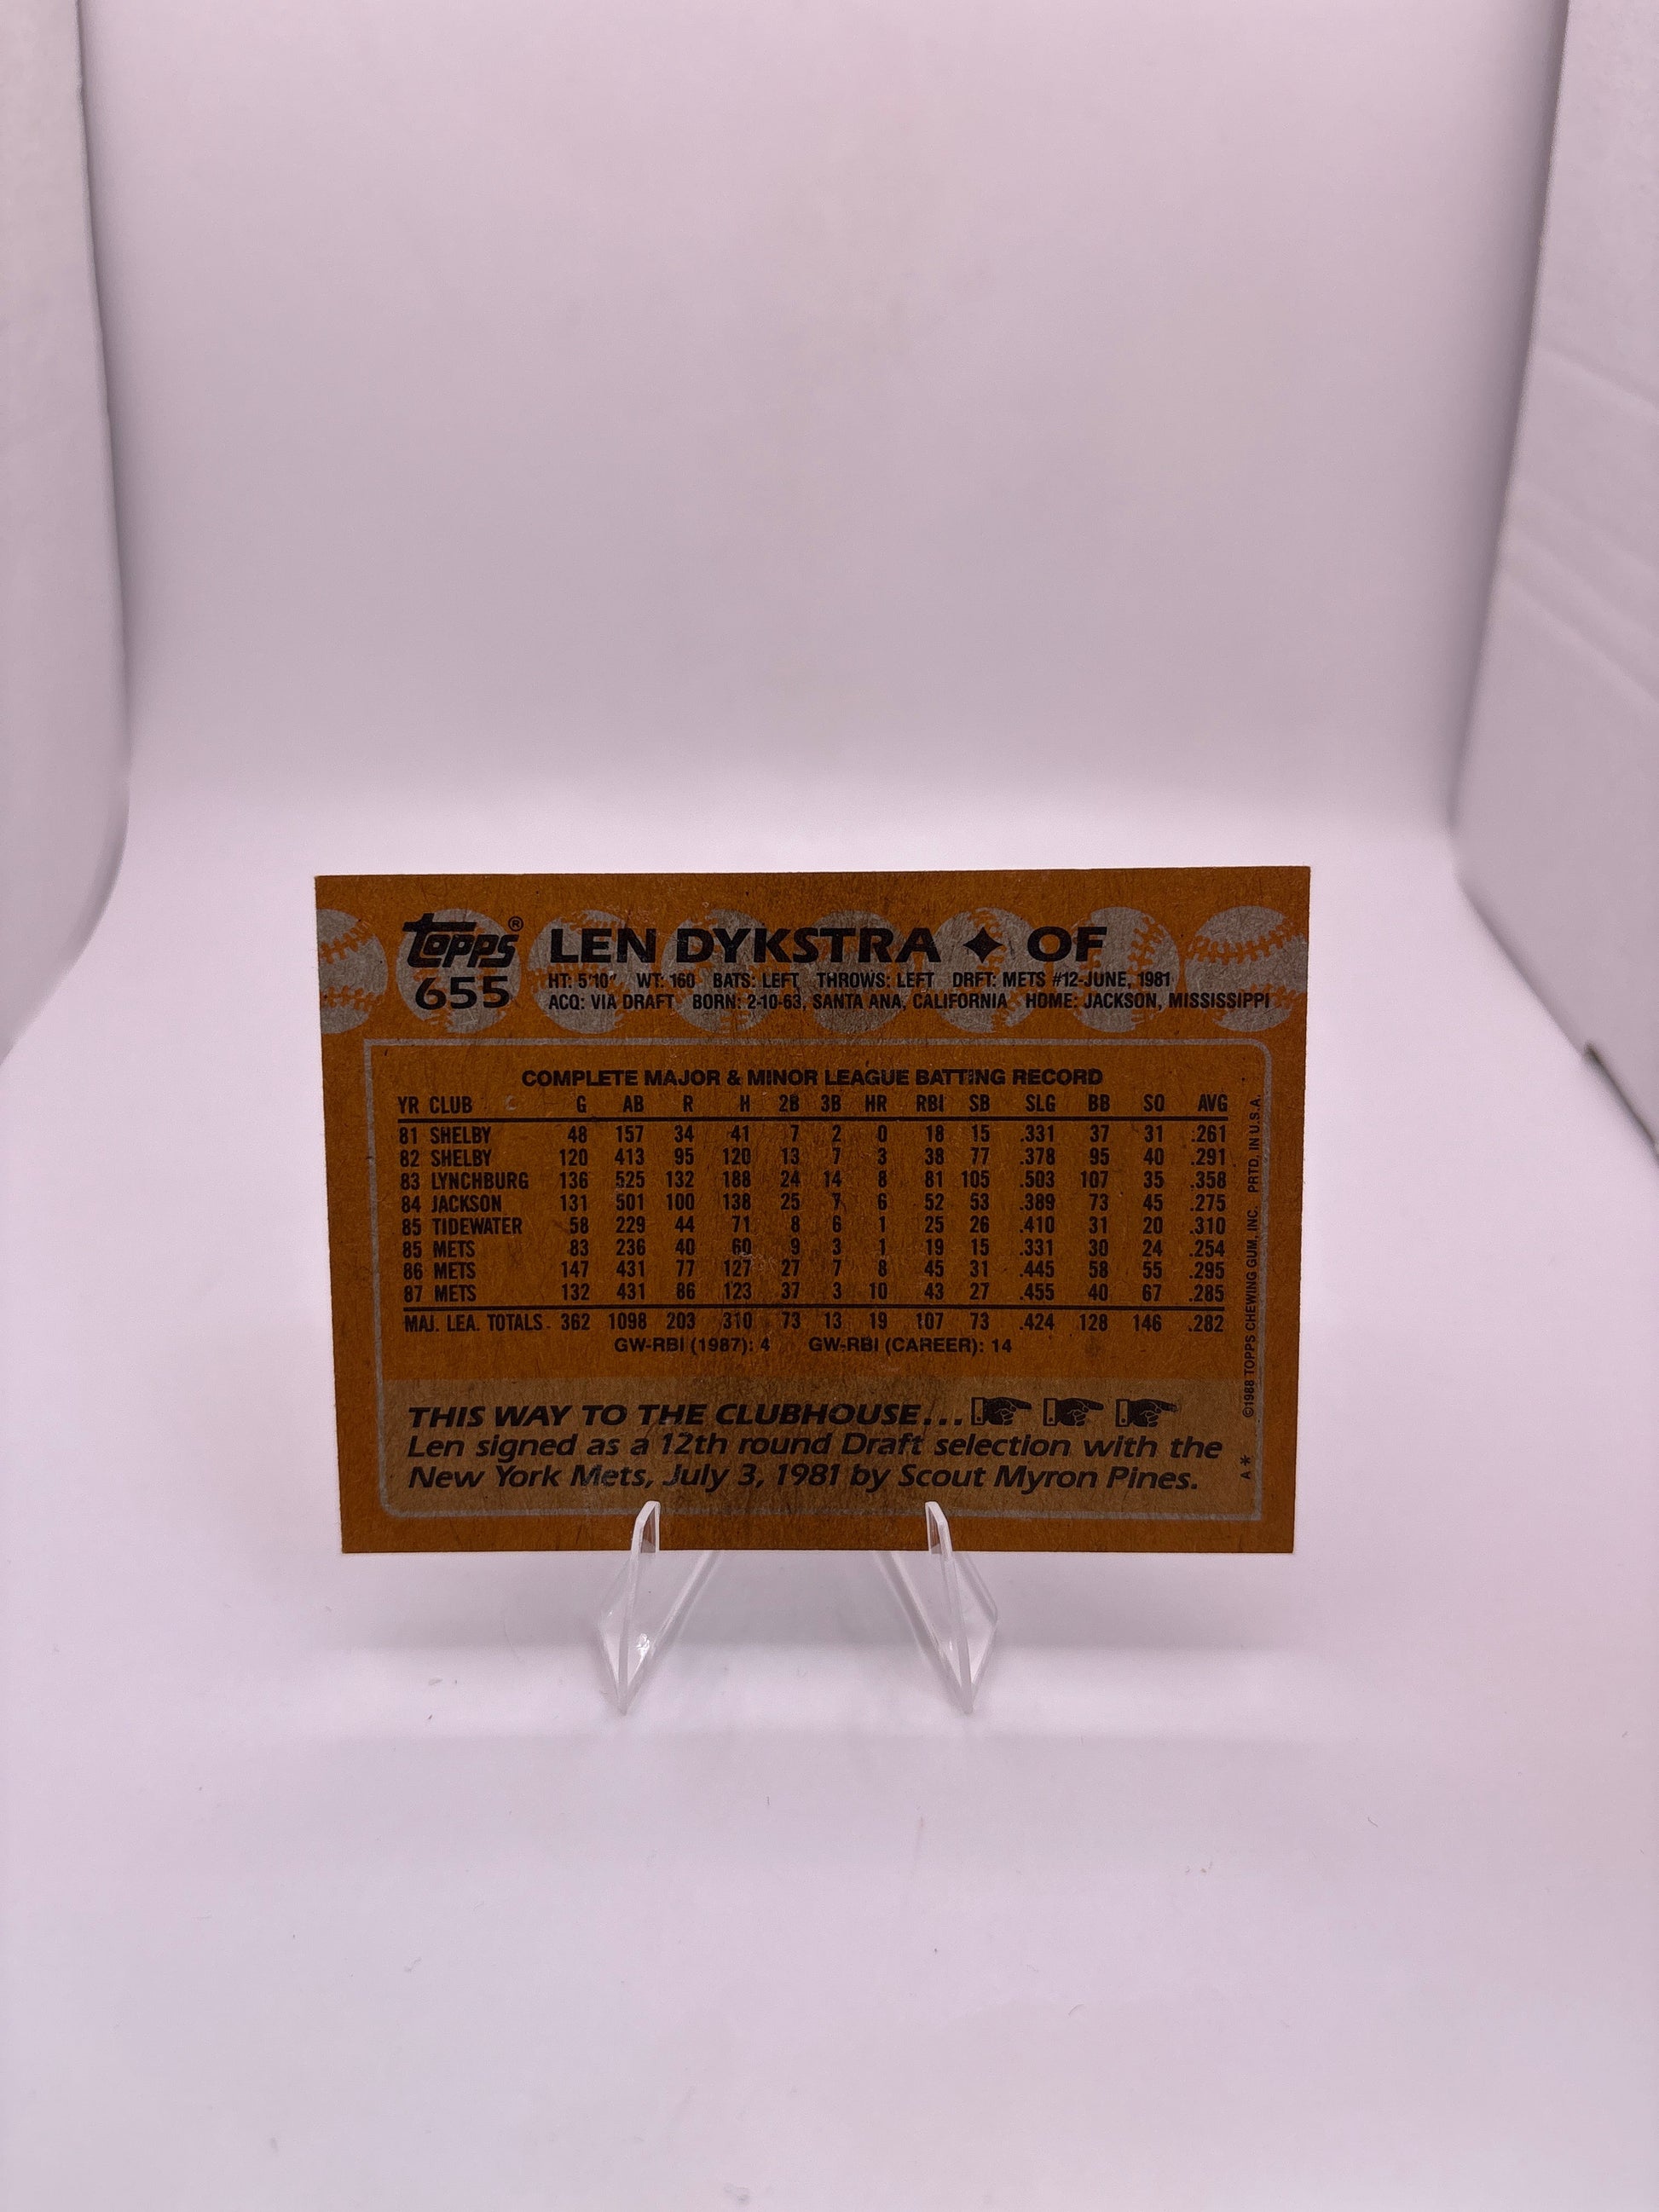 Topps® LEN DYKSTRA ✦ OF
655 HT: 5'10" WT: 160 BATS: LEFT THROWS: LEFT DRFT: METS #12-JUNE, 1981
ACQ: VIA DRAFT BORN: 2-10-63, SANTA ANA, CALIFORNIA HOME: JACKSON, MISSISSIPPI
COMPLETE MAJOR & MINOR LEAGUE BATTING RECORD
YR CLUB G AB R H 2B 3B HR RBI SB SLG BB SO AVG
81 SHELBY 48 157 34 41 7 2 0 18 15 .331 37 31 .261
82 SHELBY 120 413 95 120 13 7 3 38 77 .378 95 40 .291
83 LYNCHBURG 136 525 132 188 24 14 8 81 105 .503 107 35 .358
84 JACKSON 131 501 100 138 25 7 6 52 53 .389 73 45 .275
85 TIDEWATER 58 229 44 71 8 6 1 25 26 .410 31 20 .310
85 METS 83 236 40 60 9 3 1 19 15 .331 30 24 .254
86 METS 147 431 77 127 27 7 8 45 31 .445 58 55 .295
87 METS 132 431 86 123 37 3 10 43 27 .455 40 67 .285
MAJ. LEA. TOTALS 362 1098 203 310 73 13 19 107 73 .424 128 146 .282
GW-RBI (1987): 4 GW-RBI (CAREER): 14
THIS WAY TO THE CLUBHOUSE...
Len signed as a 12th round Draft selection with the
New York Mets, July 3, 1981 by Scout Myron Pines.
A* ©1988 TOPPS CHEWING GUM, INC. PRTD. IN U.S.A.